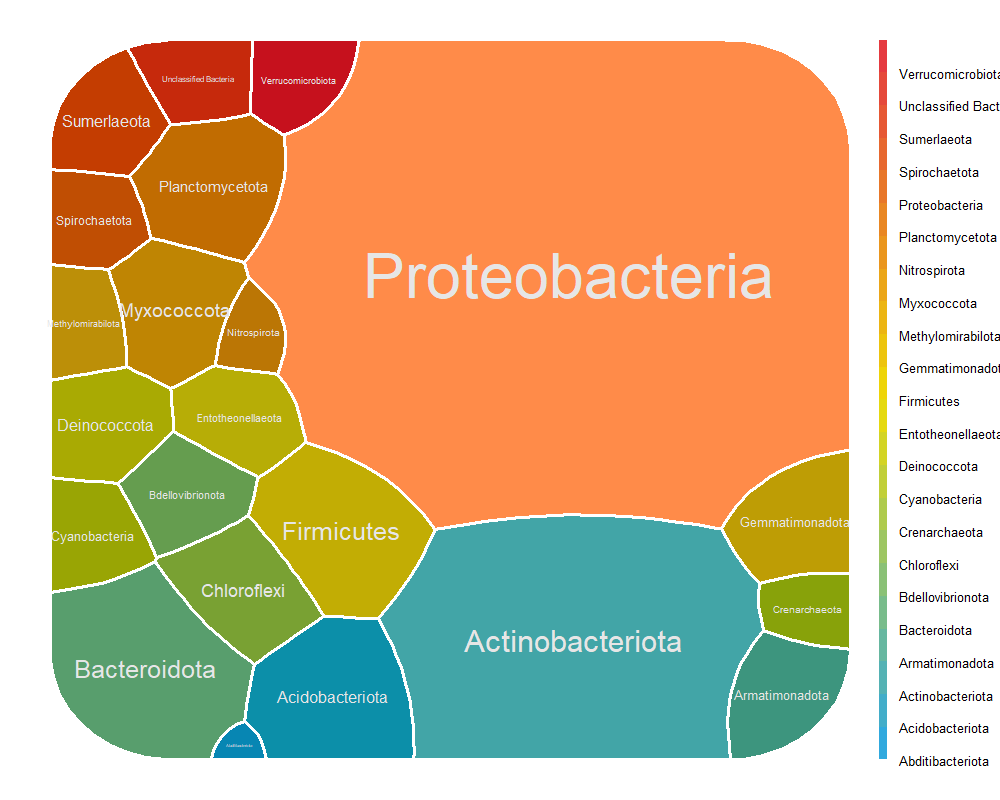 Unclassified Bacteria
Verrucomicrobiota
Sumerlaeota
Planctomycetota
Spirochaetota
Proteobacteria
Myxococcota
Methylomirabilota
Nitrospirota
Deinococcota
Entotheonellaeota
Bdellovibrionota
Gemmatimonadota
Firmicutes
Cyanobacteria
Chloroflexi
Crenarchaeota
Actinobacteriota
Bacteroidota
Acidobacteriota
Armatimonadota
Abditibacteriota
Verrucomicrobiota
Unclassified Bact
Sumerlaeota
Spirochaetota
Proteobacteria
Planctomycetota
Nitrospirota
Myxococcota
Methylomirabilota
Gemmatimonadot
Firmicutes
Entotheonellaeota
Deinococcota
Cyanobacteria
Crenarchaeota
Chloroflexi
Bdellovibrionota
Bacteroidota
Armatimonadota
Actinobacteriota
Acidobacteriota
Abditibacteriota